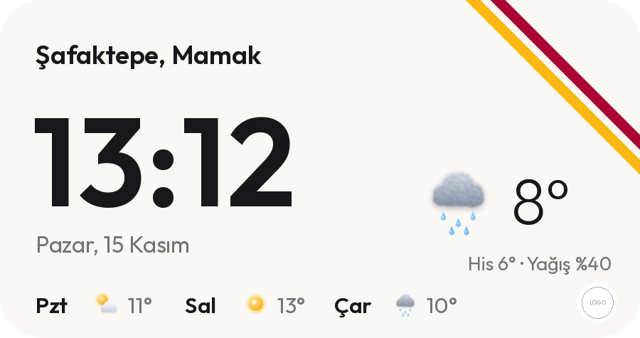 Şafaktepe, Mamak
13:12
8°
Pazar, 15 Kasım
His 6° · Yağış %40
Pzt 11° Sal 13° Çar 10°
LOGO